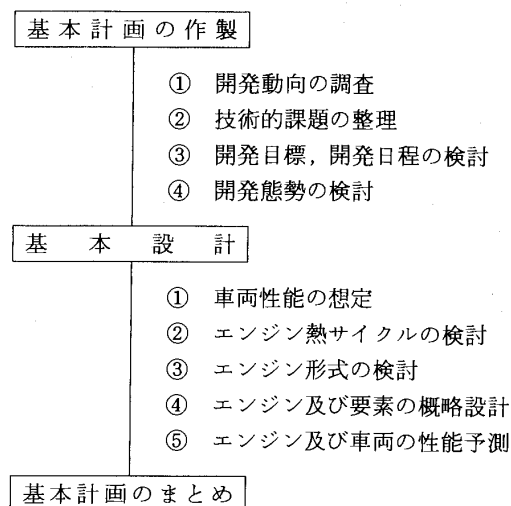 基本計画の作製
① 開発動向の調査
② 技術的課題の整理
③ 開発目標，開発日程の検討
④ 開発態勢の検討
基本設計
① 車両性能の想定
② エンジン熱サイクルの検討
③ エンジン形式の検討
④ エンジン及び要素の概略設計
⑤ エンジン及び車両の性能予測
基本計画のまとめ